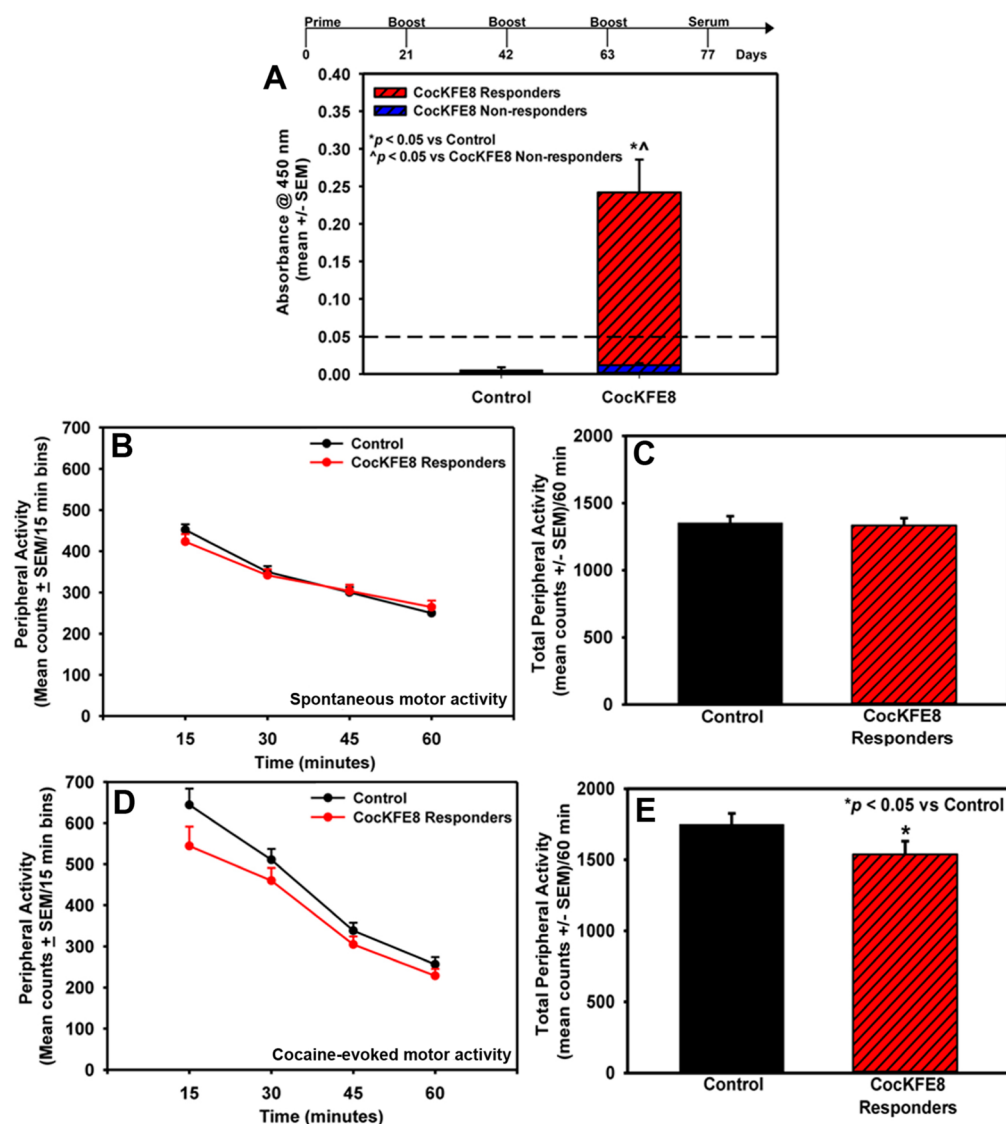 Prime Boost Boost Boost Serum
0 21 42 63 77 Days
A
0.40
0.35
0.30
0.25
0.20
0.15
0.10
0.05
0.00
Absorbance @ 450 nm
(mean +/- SEM)
CocKFE8 Responders
CocKFE8 Non-responders
*p < 0.05 vs Control
^p < 0.05 vs CocKFE8 Non-responders
*^
Control CocKFE8
B
700
600
500
400
300
200
100
0
Peripheral Activity
(Mean counts ± SEM/15 min bins)
Control
CocKFE8 Responders
Spontaneous motor activity
15 30 45 60
Time (minutes)
C
2000
1500
1000
500
0
Total Peripheral Activity
(mean counts +/- SEM)/60 min
Control CocKFE8
Responders
D
700
600
500
400
300
200
100
0
Peripheral Activity
(Mean counts ± SEM/15 min bins)
Control
CocKFE8 Responders
Cocaine-evoked motor activity
15 30 45 60
Time (minutes)
E
2000
1500
1000
500
0
Total Peripheral Activity
(mean counts +/- SEM)/60 min
*p < 0.05 vs Control
*
Control CocKFE8
Responders